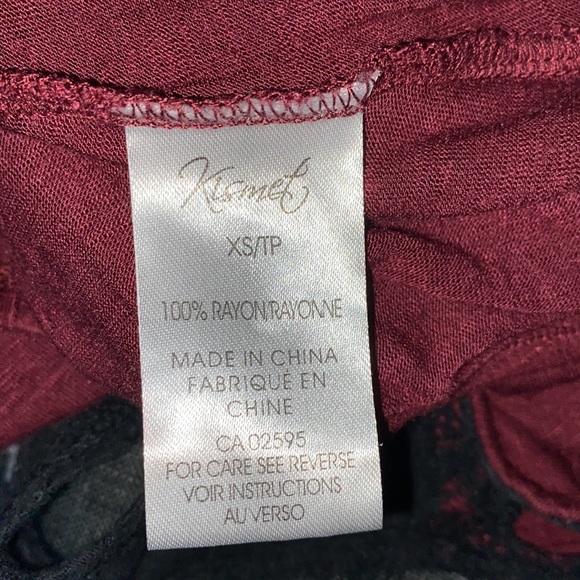 Kismet
XS/TP
100% RAYON/RAYONNE
MADE IN CHINA
FABRIQUÉ EN
CHINE
CA 02595
FOR CARE SEE REVERSE
VOIR INSTRUCTIONS
AU VERSO